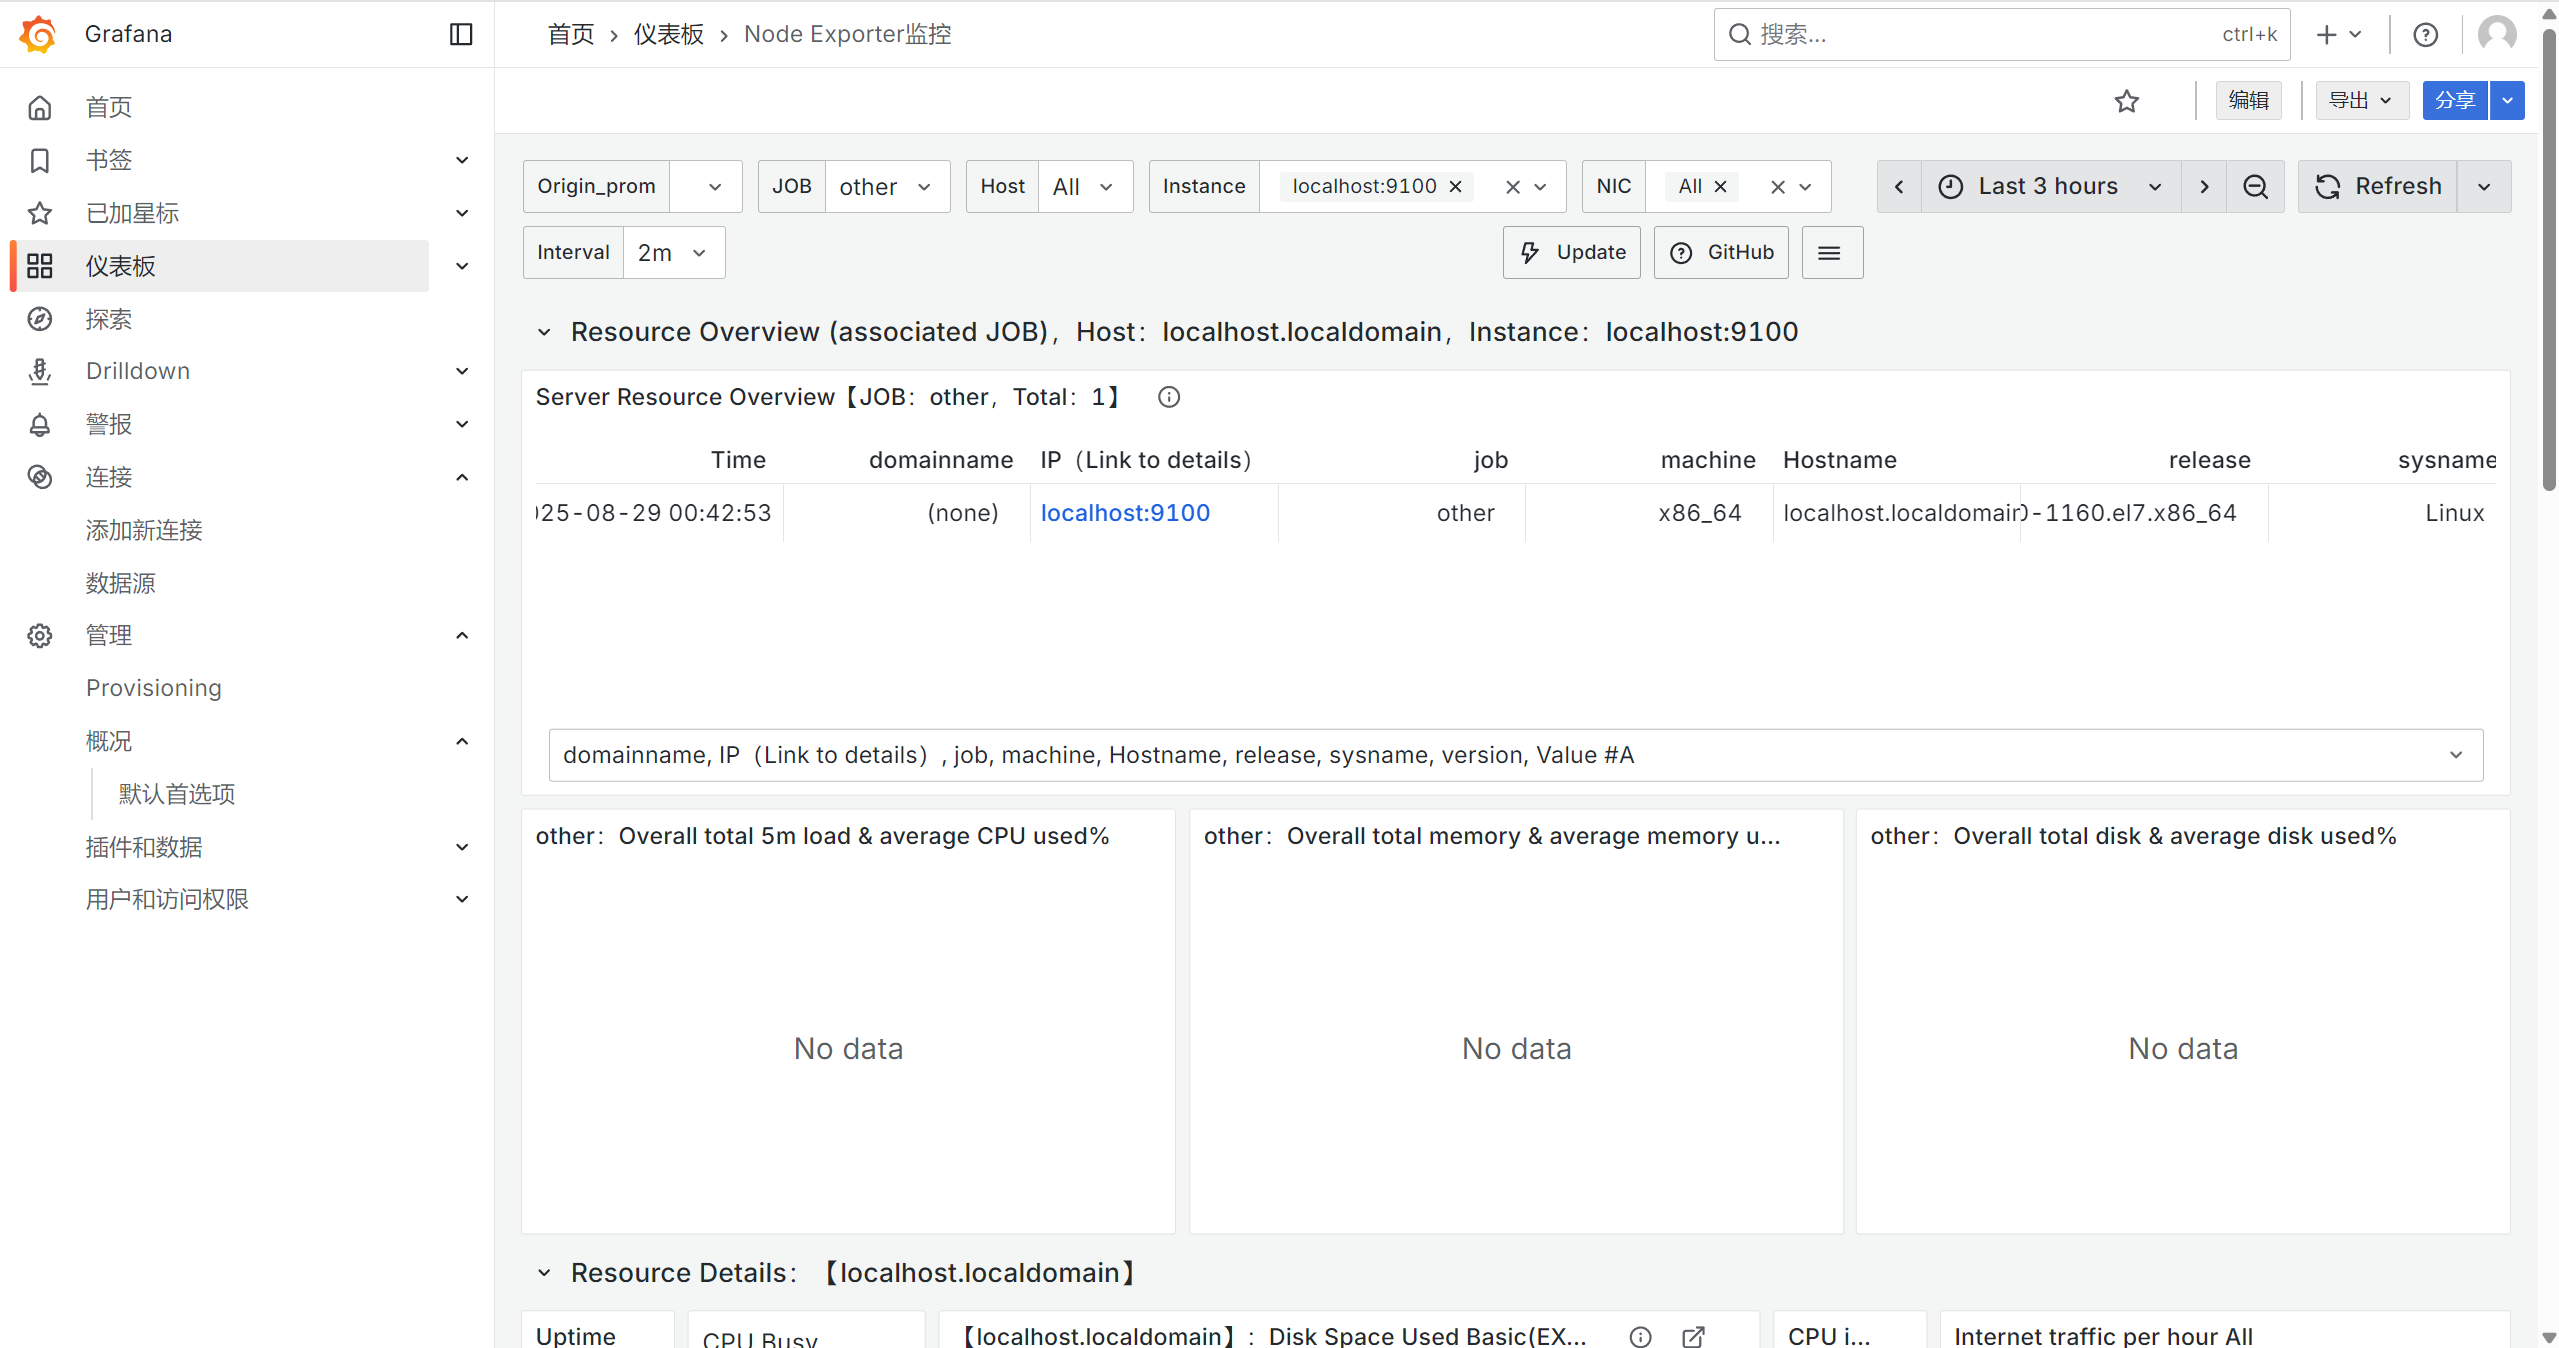 Grafana
首页 › 仪表板 › Node Exporter监控
搜索...
ctrl+k
编辑
导出
分享
首页
书签
已加星标
仪表板
探索
Drilldown
警报
连接
添加新连接
数据源
管理
Provisioning
概况
默认首选项
插件和数据
用户和访问权限
Origin_prom
JOB other
Host All
Instance localhost:9100
NIC All
Last 3 hours
Refresh
Interval 2m
Update
GitHub
Resource Overview (associated JOB)，Host：localhost.localdomain，Instance：localhost:9100
Server Resource Overview【JOB：other，Total：1】
Time domainname IP（Link to details） job machine Hostname release sysname
25-08-29 00:42:53 (none) localhost:9100 other x86_64 localhost.localdomain -1160.el7.x86_64 Linux
domainname, IP（Link to details）, job, machine, Hostname, release, sysname, version, Value #A
other：Overall total 5m load & average CPU used%
No data
other：Overall total memory & average memory u...
No data
other：Overall total disk & average disk used%
No data
Resource Details：【localhost.localdomain】
Uptime
CPU Busy
【localhost.localdomain】：Disk Space Used Basic(EX...
CPU i...
Internet traffic per hour All